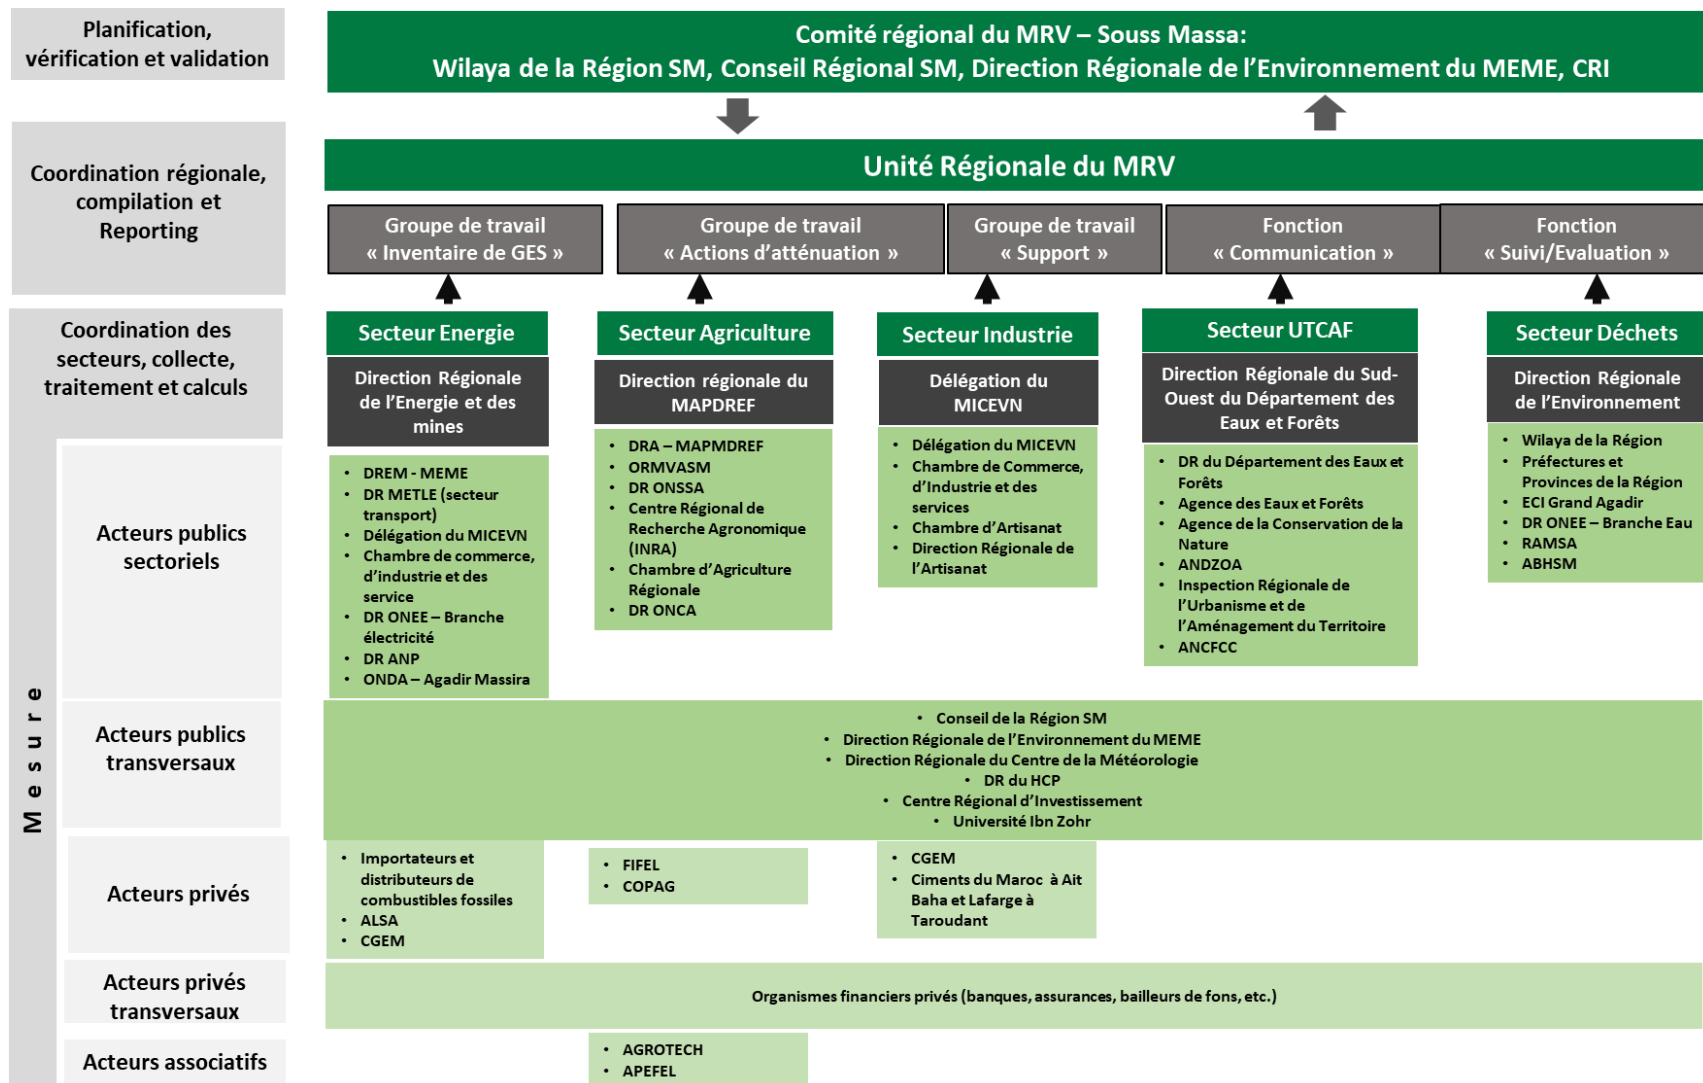 Planification,
vérification et validation
Comité régional du MRV – Souss Massa:
Wilaya de la Région SM, Conseil Régional SM, Direction Régionale de l'Environnement du MEME, CRI
Coordination régionale,
compilation et
Reporting
Unité Régionale du MRV
Groupe de travail
« Inventaire de GES »
Groupe de travail
« Actions d'atténuation »
Groupe de travail
« Support »
Fonction
« Communication »
Fonction
« Suivi/Evaluation »
Coordination des
secteurs, collecte,
traitement et calculs
Secteur Energie
Direction Régionale
de l'Energie et des
mines
Secteur Agriculture
Direction régionale du
MAPDREF
Secteur Industrie
Délégation du
MICEVN
Secteur UTCAF
Direction Régionale du Sud-
Ouest du Département des
Eaux et Forêts
Secteur Déchets
Direction Régionale
de l'Environnement
Mesure
Acteurs publics
sectoriels
• DREM - MEME
• DR METLE (secteur
transport)
• Délégation du MICEVN
• Chambre de commerce,
d'industrie et des
service
• DR ONEE – Branche
électricité
• DR ANP
• ONDA – Agadir Massira
• DRA – MAPMDREF
• ORMVASM
• DR ONSSA
• Centre Régional de
Recherche Agronomique
(INRA)
• Chambre d'Agriculture
Régionale
• DR ONCA
• Délégation du MICEVN
• Chambre de Commerce,
d'Industrie et des
services
• Chambre d'Artisanat
• Direction Régionale de
l'Artisanat
• DR du Département des Eaux et
Forêts
• Agence des Eaux et Forêts
• Agence de la Conservation de la
Nature
• ANDZOA
• Inspection Régionale de
l'Urbanisme et de
l'Aménagement du Territoire
• ANCFCC
• Wilaya de la Région
• Préfectures et
Provinces de la Région
• ECI Grand Agadir
• DR ONEE – Branche Eau
• RAMSA
• ABHSM
Acteurs publics
transversaux
• Conseil de la Région SM
• Direction Régionale de l'Environnement du MEME
• Direction Régionale du Centre de la Météorologie
• DR du HCP
• Centre Régional d'Investissement
• Université Ibn Zohr
Acteurs privés
• Importateurs et
distributeurs de
combustibles fossiles
• ALSA
• CGEM
• FIFEL
• COPAG
• CGEM
• Ciments du Maroc à Ait
Baha et Lafarge à
Taroudant
Acteurs privés
transversaux
Organismes financiers privés (banques, assurances, bailleurs de fons, etc.)
Acteurs associatifs
• AGROTECH
• APEFEL